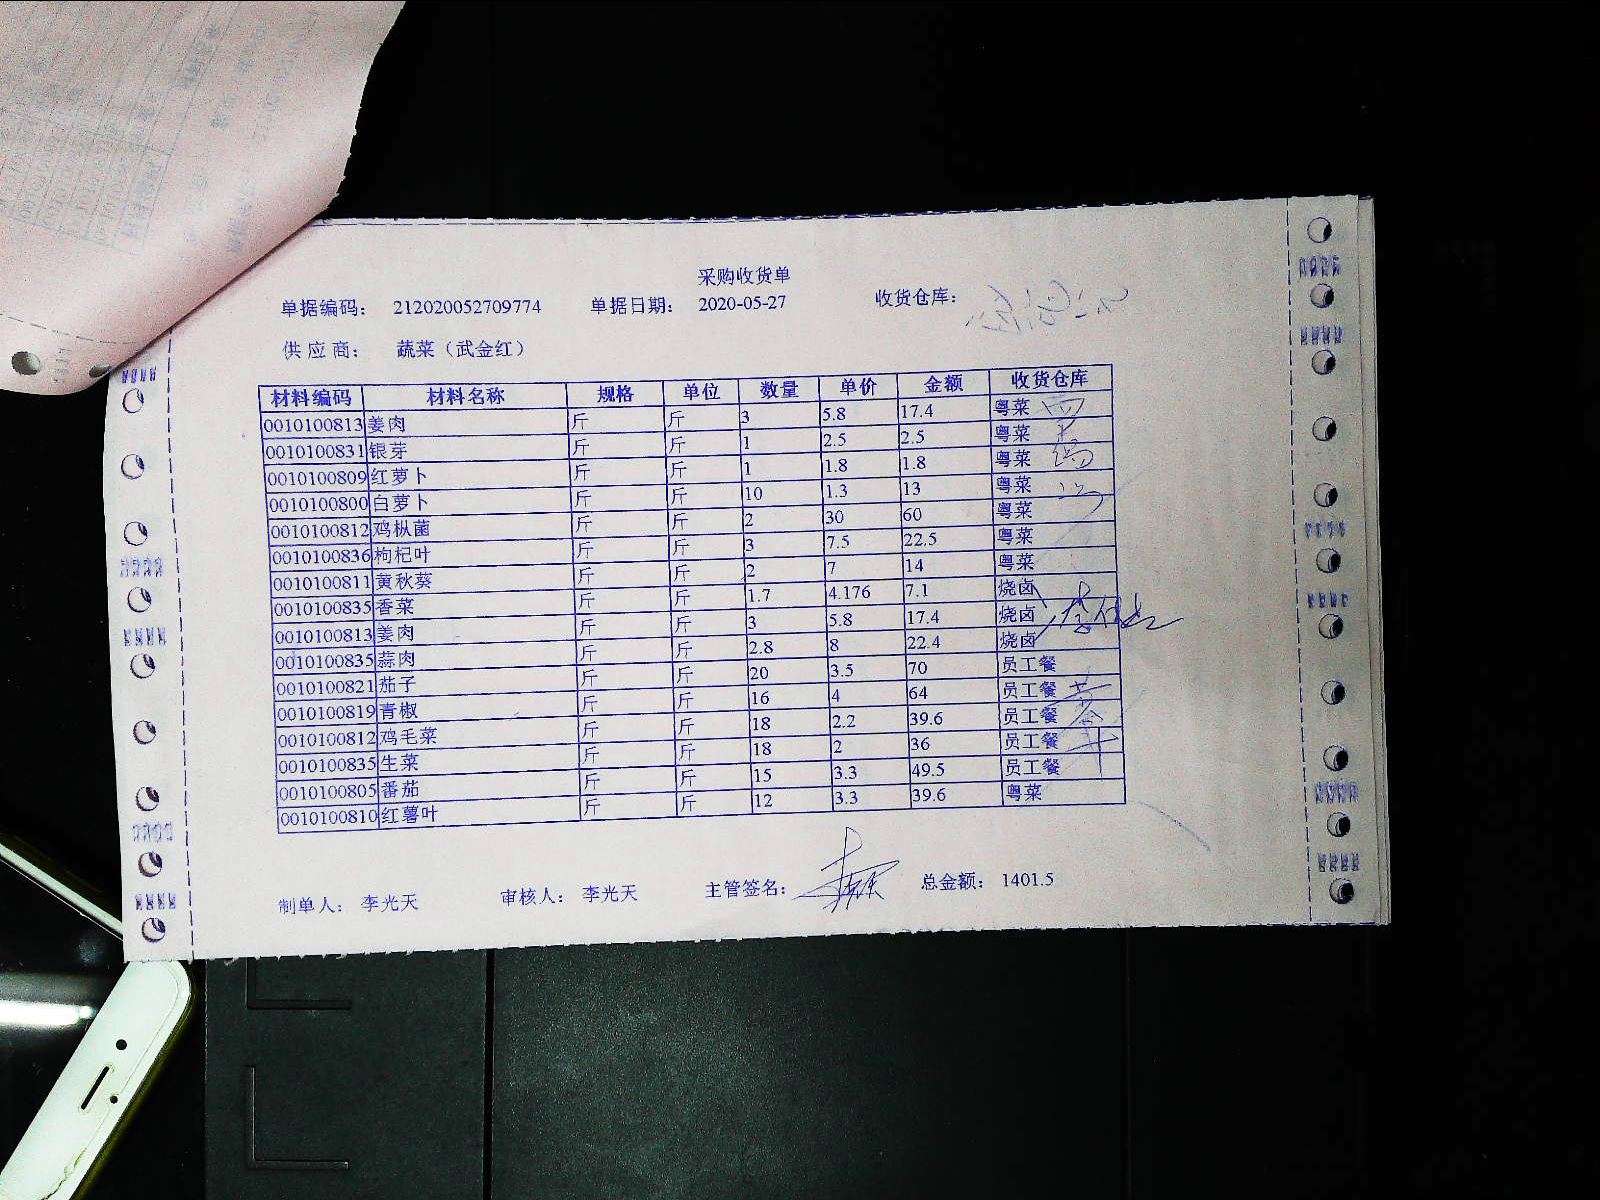 采购收货单
单据编码： 212020052709774 单据日期： 2020-05-27 收货仓库：
供应商： 蔬菜（武金红）
材料编码 材料名称 规格 单位 数量 单价 金额 收货仓库
0010100813 姜肉 斤 斤 3 5.8 17.4 粤菜
0010100831 银芽 斤 斤 1 2.5 2.5 粤菜
0010100809 红萝卜 斤 斤 1 1.8 1.8 粤菜
0010100800 白萝卜 斤 斤 10 1.3 13 粤菜
0010100812 鸡枞菌 斤 斤 2 30 60 粤菜
0010100836 枸杞叶 斤 斤 3 7.5 22.5 粤菜
0010100811 黄秋葵 斤 斤 2 7 14 粤菜
0010100835 香菜 斤 斤 1.7 4.176 7.1 烧卤
0010100813 姜肉 斤 斤 3 5.8 17.4 烧卤
0010100835 蒜肉 斤 斤 2.8 8 22.4 烧卤
0010100821 茄子 斤 斤 20 3.5 70 员工餐
0010100819 青椒 斤 斤 16 4 64 员工餐
0010100812 鸡毛菜 斤 斤 18 2.2 39.6 员工餐
0010100835 生菜 斤 斤 18 2 36 员工餐
0010100805 番茄 斤 斤 15 3.3 49.5 员工餐
0010100810 红薯叶 斤 斤 12 3.3 39.6 粤菜
制单人： 李光天 审核人： 李光天 主管签名： 总金额： 1401.5